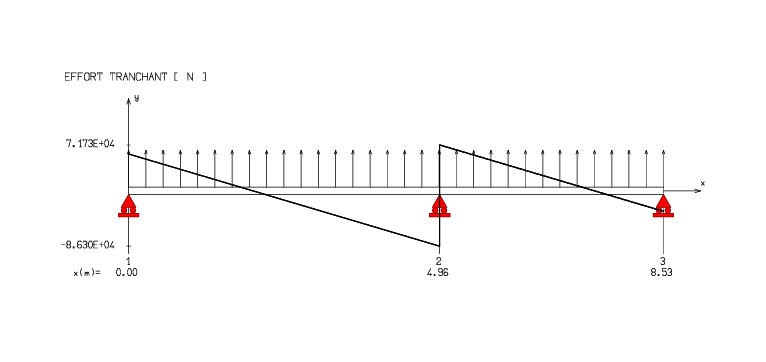 EFFORT TRANCHANT [ N ]
y
7.173E+04
x
-8.630E+04
1 2 3
x(m)= 0.00 4.96 8.53